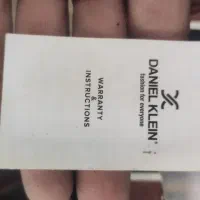 DANIEL KLEIN®
fashion for everyone
WARRANTY
&
INSTRUCTIONS